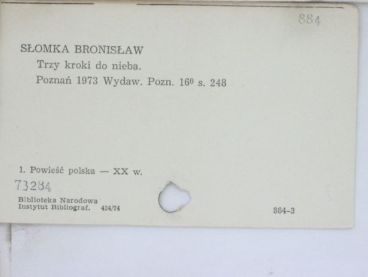 884
SŁOMKA BRONISŁAW
Trzy kroki do nieba.
Poznań 1973 Wydaw. Pozn. 16⁰ s. 248
1. Powieść polska — XX w.
73284
Biblioteka Narodowa
Instytut Bibliograf. 424/74 884-3